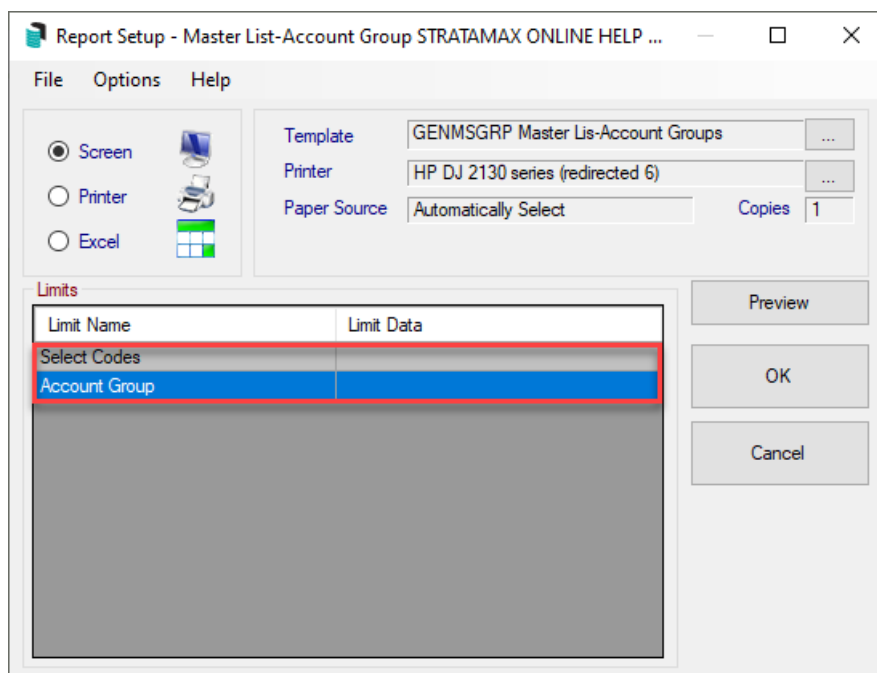 Report Setup - Master List-Account Group STRATAMAX ONLINE HELP ...
File Options Help
Screen
Printer
Excel
Template GENMSGRP Master Lis-Account Groups ...
Printer HP DJ 2130 series (redirected 6) ...
Paper Source Automatically Select Copies 1
Limits
Limit Name Limit Data
Select Codes
Account Group
Preview
OK
Cancel